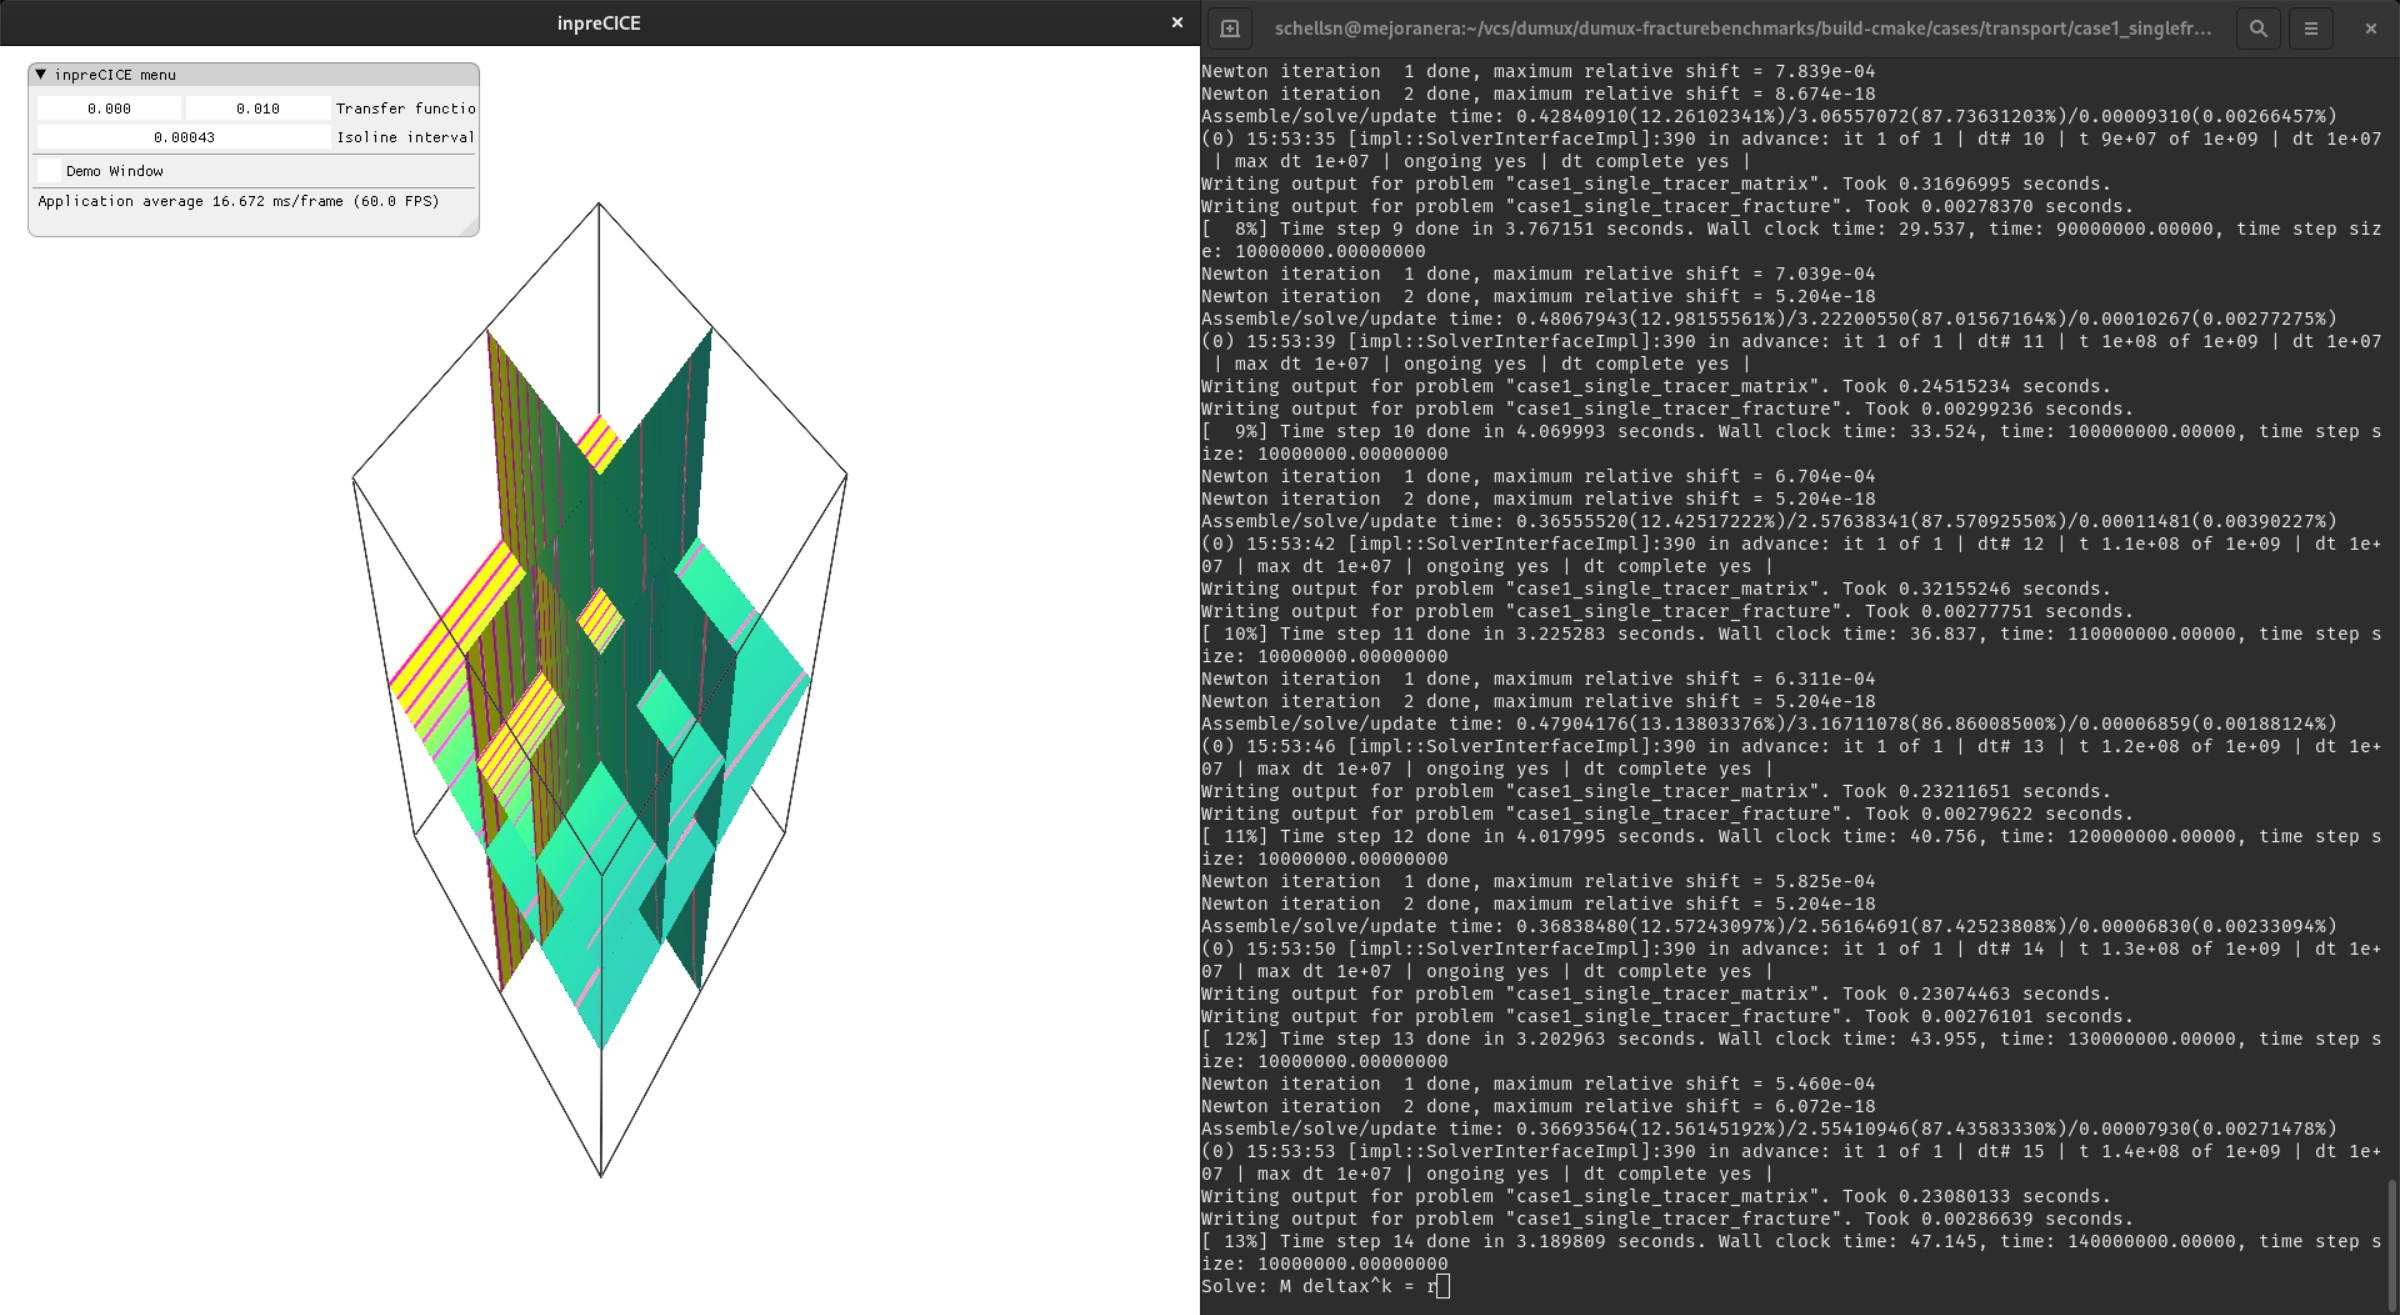 inpreCICE
inpreCICE menu
0.000 0.010 Transfer functio
0.00043 Isoline interval
Demo Window
Application average 16.672 ms/frame (60.0 FPS)
schellsn@mejoranera:~/vcs/dumux/dumux-fracturebenchmarks/build-cmake/cases/transport/case1_singlefr...
Newton iteration  1 done, maximum relative shift = 7.839e-04
Newton iteration  2 done, maximum relative shift = 8.674e-18
Assemble/solve/update time: 0.42840910(12.26102341%)/3.06557072(87.73631203%)/0.00009310(0.00266457%)
(0) 15:53:35 [impl::SolverInterfaceImpl]:390 in advance: it 1 of 1 | dt# 10 | t 9e+07 of 1e+09 | dt 1e+07
 | max dt 1e+07 | ongoing yes | dt complete yes |
Writing output for problem "case1_single_tracer_matrix". Took 0.31696995 seconds.
Writing output for problem "case1_single_tracer_fracture". Took 0.00278370 seconds.
[  8%] Time step 9 done in 3.767151 seconds. Wall clock time: 29.537, time: 90000000.00000, time step siz
e: 10000000.00000000
Newton iteration  1 done, maximum relative shift = 7.039e-04
Newton iteration  2 done, maximum relative shift = 5.204e-18
Assemble/solve/update time: 0.48067943(12.98155561%)/3.22200550(87.01567164%)/0.00010267(0.00277275%)
(0) 15:53:39 [impl::SolverInterfaceImpl]:390 in advance: it 1 of 1 | dt# 11 | t 1e+08 of 1e+09 | dt 1e+07
 | max dt 1e+07 | ongoing yes | dt complete yes |
Writing output for problem "case1_single_tracer_matrix". Took 0.24515234 seconds.
Writing output for problem "case1_single_tracer_fracture". Took 0.00299236 seconds.
[  9%] Time step 10 done in 4.069993 seconds. Wall clock time: 33.524, time: 100000000.00000, time step s
ize: 10000000.00000000
Newton iteration  1 done, maximum relative shift = 6.704e-04
Newton iteration  2 done, maximum relative shift = 5.204e-18
Assemble/solve/update time: 0.36555520(12.42517222%)/2.57638341(87.57092550%)/0.00011481(0.00390227%)
(0) 15:53:42 [impl::SolverInterfaceImpl]:390 in advance: it 1 of 1 | dt# 12 | t 1.1e+08 of 1e+09 | dt 1e+
07 | max dt 1e+07 | ongoing yes | dt complete yes |
Writing output for problem "case1_single_tracer_matrix". Took 0.32155246 seconds.
Writing output for problem "case1_single_tracer_fracture". Took 0.00277751 seconds.
[ 10%] Time step 11 done in 3.225283 seconds. Wall clock time: 36.837, time: 110000000.00000, time step s
ize: 10000000.00000000
Newton iteration  1 done, maximum relative shift = 6.311e-04
Newton iteration  2 done, maximum relative shift = 5.204e-18
Assemble/solve/update time: 0.47904176(13.13803376%)/3.16711078(86.86008500%)/0.00006859(0.00188124%)
(0) 15:53:46 [impl::SolverInterfaceImpl]:390 in advance: it 1 of 1 | dt# 13 | t 1.2e+08 of 1e+09 | dt 1e+
07 | max dt 1e+07 | ongoing yes | dt complete yes |
Writing output for problem "case1_single_tracer_matrix". Took 0.23211651 seconds.
Writing output for problem "case1_single_tracer_fracture". Took 0.00279622 seconds.
[ 11%] Time step 12 done in 4.017995 seconds. Wall clock time: 40.756, time: 120000000.00000, time step s
ize: 10000000.00000000
Newton iteration  1 done, maximum relative shift = 5.825e-04
Newton iteration  2 done, maximum relative shift = 5.204e-18
Assemble/solve/update time: 0.36838480(12.57243097%)/2.56164691(87.42523808%)/0.00006830(0.00233094%)
(0) 15:53:50 [impl::SolverInterfaceImpl]:390 in advance: it 1 of 1 | dt# 14 | t 1.3e+08 of 1e+09 | dt 1e+
07 | max dt 1e+07 | ongoing yes | dt complete yes |
Writing output for problem "case1_single_tracer_matrix". Took 0.23074463 seconds.
Writing output for problem "case1_single_tracer_fracture". Took 0.00276101 seconds.
[ 12%] Time step 13 done in 3.202963 seconds. Wall clock time: 43.955, time: 130000000.00000, time step s
ize: 10000000.00000000
Newton iteration  1 done, maximum relative shift = 5.460e-04
Newton iteration  2 done, maximum relative shift = 6.072e-18
Assemble/solve/update time: 0.36693564(12.56145192%)/2.55410946(87.43583330%)/0.00007930(0.00271478%)
(0) 15:53:53 [impl::SolverInterfaceImpl]:390 in advance: it 1 of 1 | dt# 15 | t 1.4e+08 of 1e+09 | dt 1e+
07 | max dt 1e+07 | ongoing yes | dt complete yes |
Writing output for problem "case1_single_tracer_matrix". Took 0.23080133 seconds.
Writing output for problem "case1_single_tracer_fracture". Took 0.00286639 seconds.
[ 13%] Time step 14 done in 3.189809 seconds. Wall clock time: 47.145, time: 140000000.00000, time step s
ize: 10000000.00000000
Solve: M deltax^k = r